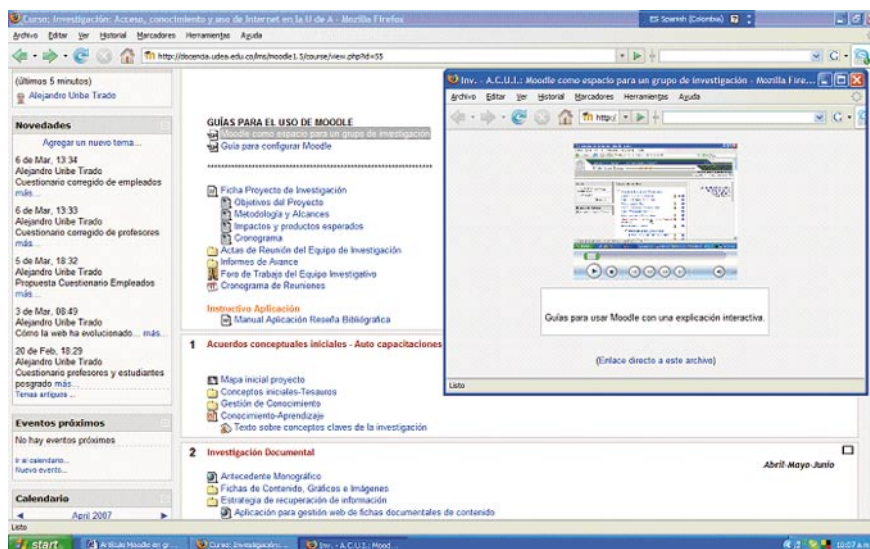 Curso: Investigación: Acceso, conocimiento y uso de Internet en la U de A - Mozilla Firefox
ES Spanish (Colombia)
Archivo Editar Ver Historial Marcadores Herramientas Ayuda
http://docencia.udea.edu.co/lms/moodle1.5/course/view.php?id=55
(últimos 5 minutos)
Alejandro Uribe Tirado
Novedades
Agregar un nuevo tema...
6 de Mar, 13:34
Alejandro Uribe Tirado
Cuestionario corregido de empleados
más...
6 de Mar, 13:33
Alejandro Uribe Tirado
Cuestionario corregido de profesores
más...
5 de Mar, 18:32
Alejandro Uribe Tirado
Propuesta Cuestionario Empleados
más...
3 de Mar, 08:49
Alejandro Uribe Tirado
Cómo la web ha evolucionado... más...
20 de Feb, 18:29
Alejandro Uribe Tirado
Cuestionario profesores y estudiantes
posgrado más...
Temas antiguos ...
Eventos próximos
No hay eventos próximos
Ir al calendario...
Nuevo evento...
Calendario
April 2007
GUÍAS PARA EL USO DE MOODLE
Moodle como espacio para un grupo de investigación
Guía para configurar Moodle
Ficha Proyecto de Investigación
Objetivos del Proyecto
Metodología y Alcances
Impactos y productos esperados
Cronograma
Actas de Reunión del Equipo de Investigación
Informes de Avance
Foro de Trabajo del Equipo Investigativo
Cronograma de Reuniones
Instructivo Aplicación
Manual Aplicación Reseña Bibliógrafica
1 Acuerdos conceptuales iniciales - Auto capacitaciones
Mapa inicial proyecto
Conceptos iniciales-Tesauros
Gestión de Conocimiento
Conocimiento-Aprendizaje
Texto sobre conceptos claves de la investigación
2 Investigación Documental
Abril-Mayo-Junio
Antecedente Monográfico
Fichas de Contenido, Gráficos e Imágenes
Estrategia de recuperación de información
Aplicación para gestión web de fichas documentales de contenido
Inv. - A.C.U.I.: Moodle como espacio para un grupo de investigación - Mozilla Fire...
Archivo Editar Ver Historial Marcadores Herramientas Ayuda
http:/
Guías para usar Moodle con una explicación interactiva.
(Enlace directo a este archivo)
Listo
Listo
start
Artículo Moodle en gr...
Curso: Investigación:...
Inv. - A.C.U.I.: Mood...
10:07 a.m.